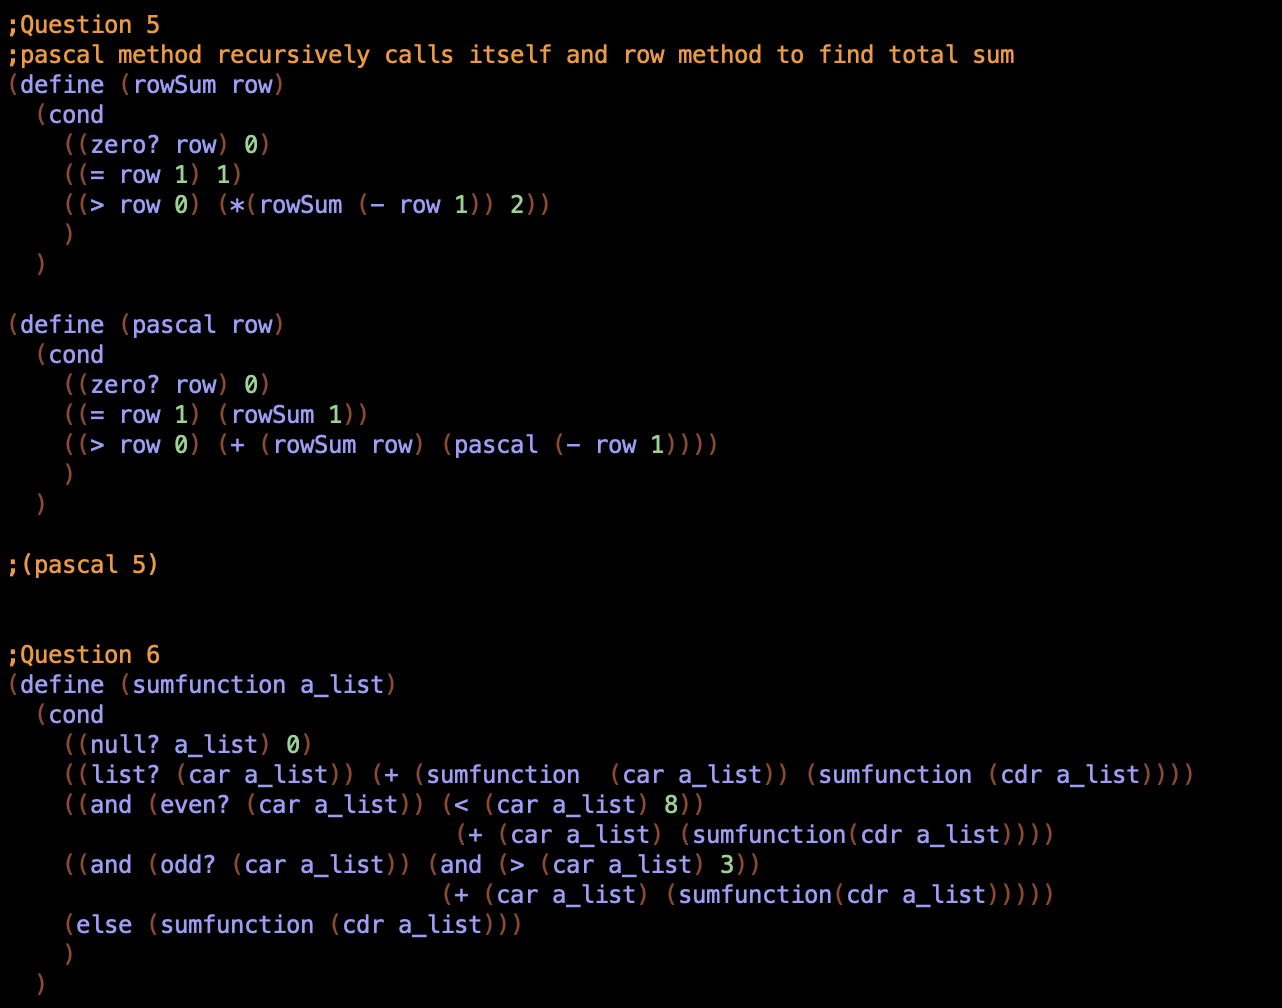 ;Question 5
;pascal method recursively calls itself and row method to find total sum
(define (rowSum row)
  (cond
    ((zero? row) 0)
    ((= row 1) 1)
    ((> row 0) (*(rowSum (- row 1)) 2))
    )
  )

(define (pascal row)
  (cond
    ((zero? row) 0)
    ((= row 1) (rowSum 1))
    ((> row 0) (+ (rowSum row) (pascal (- row 1))))
    )
  )

;(pascal 5)


;Question 6
(define (sumfunction a_list)
  (cond
    ((null? a_list) 0)
    ((list? (car a_list)) (+ (sumfunction  (car a_list)) (sumfunction (cdr a_list))))
    ((and (even? (car a_list)) (< (car a_list) 8))
                                (+ (car a_list) (sumfunction(cdr a_list))))
    ((and (odd? (car a_list)) (and (> (car a_list) 3))
                               (+ (car a_list) (sumfunction(cdr a_list)))))
    (else (sumfunction (cdr a_list)))
    )
  )